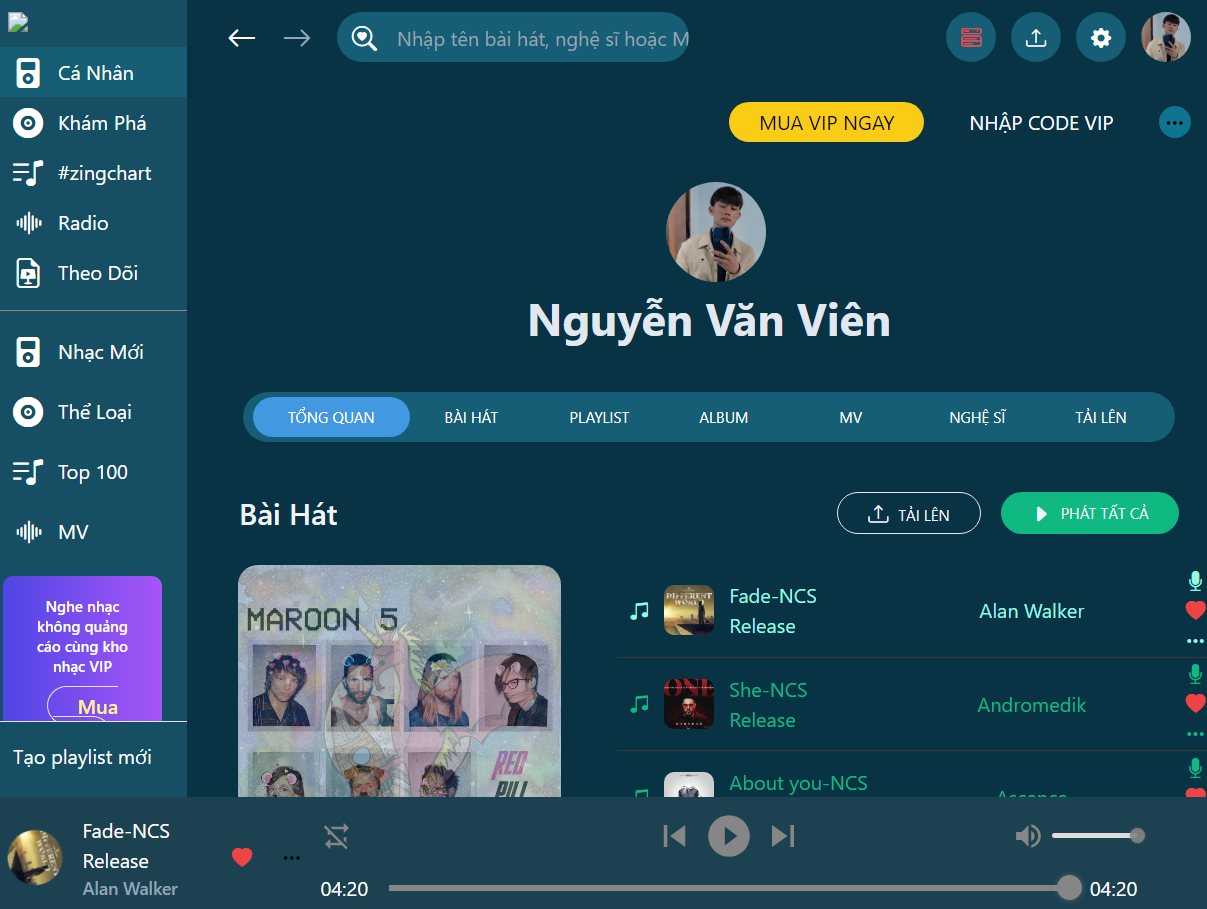 Nhập tên bài hát, nghệ sĩ hoặc M
Cá Nhân
Khám Phá
#zingchart
Radio
Theo Dõi
Nhạc Mới
Thể Loại
Top 100
MV
Nghe nhạc
không quảng
cáo cùng kho
nhạc VIP
Mua
Tạo playlist mới
MUA VIP NGAY
NHẬP CODE VIP
Nguyễn Văn Viên
TỔNG QUAN
BÀI HÁT
PLAYLIST
ALBUM
MV
NGHỆ SĨ
TẢI LÊN
Bài Hát
TẢI LÊN
PHÁT TẤT CẢ
MAROON 5
RED
PILL
DIFFERENT
WORLD
Fade-NCS
Release
Alan Walker
She-NCS
Release
Andromedik
About you-NCS
Ascence
Fade-NCS
Release
Alan Walker
04:20
04:20